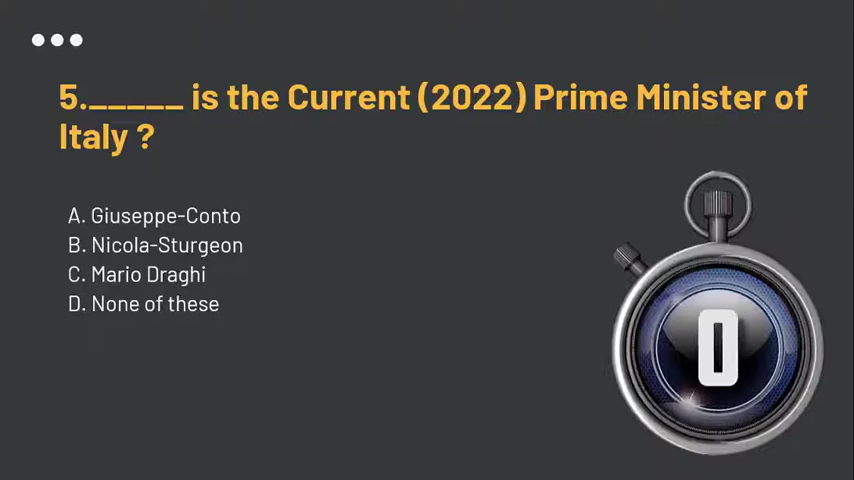 5._____ is the Current (2022) Prime Minister of
Italy ?
A. Giuseppe-Conto
B. Nicola-Sturgeon
C. Mario Draghi
D. None of these
0